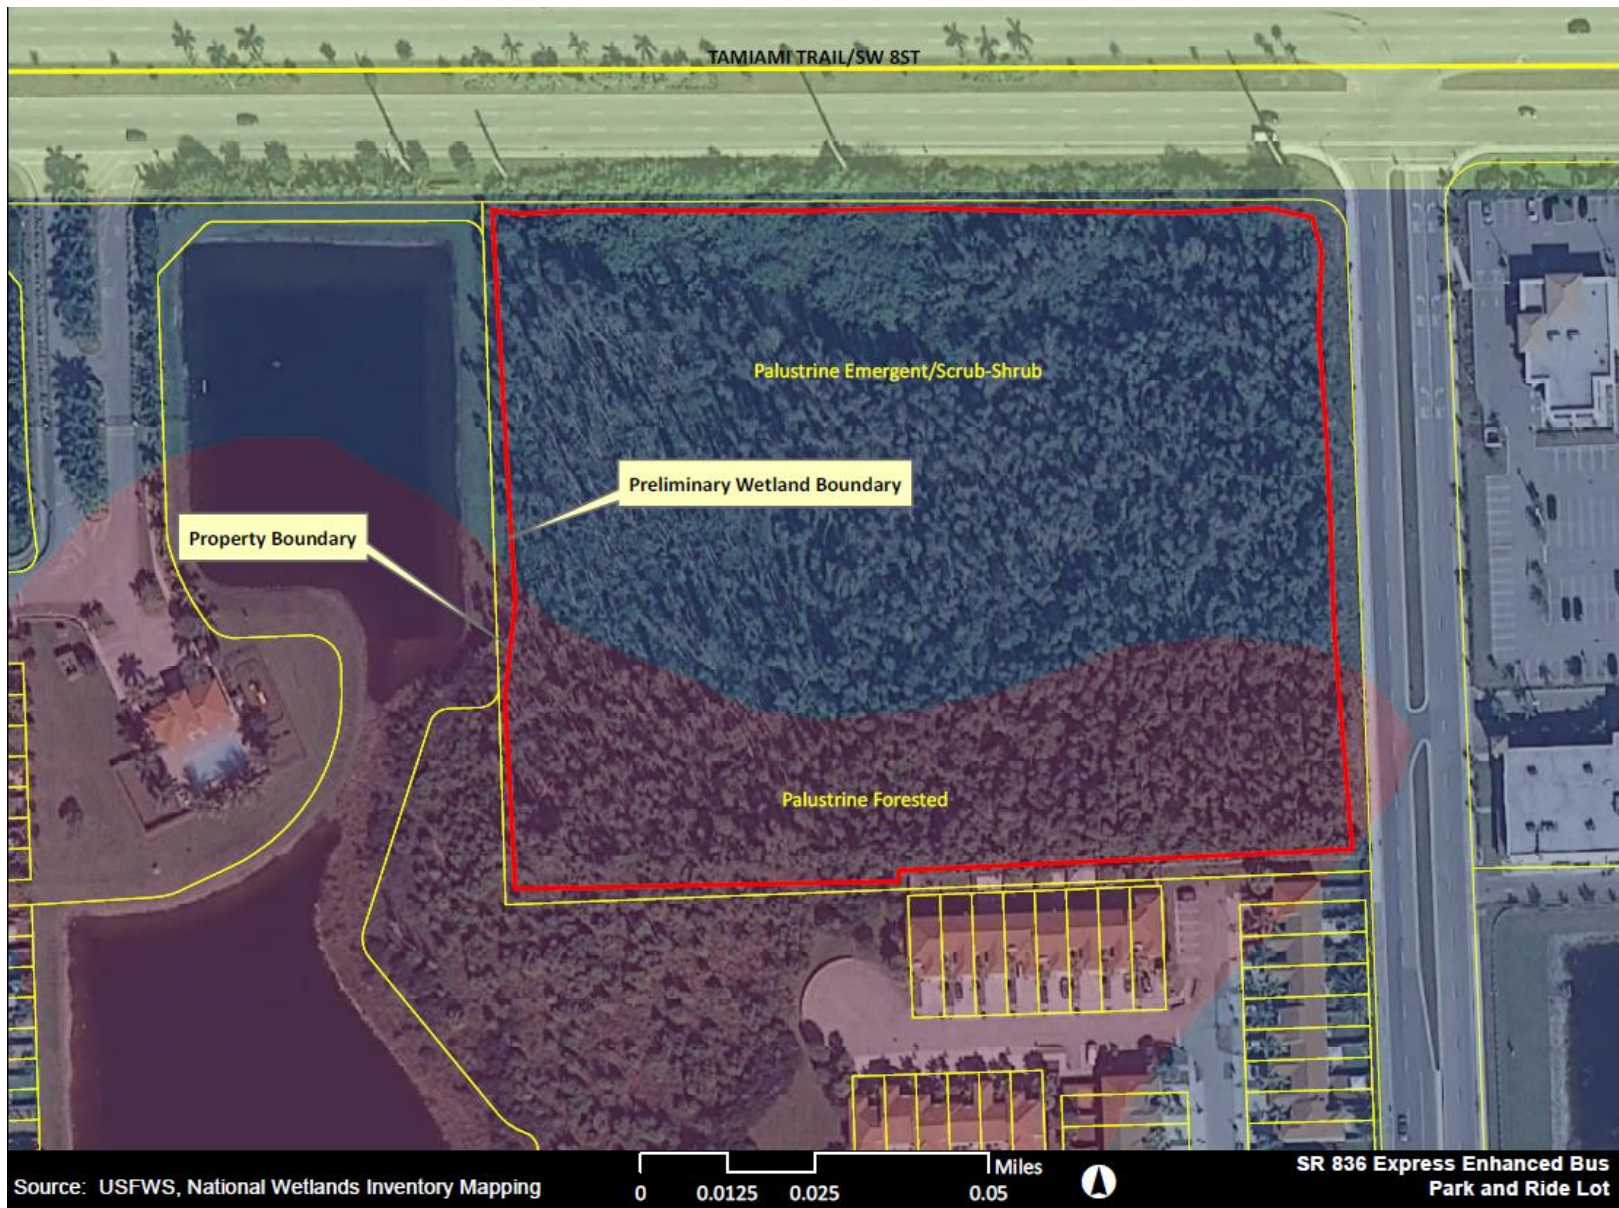 TAMIAMI TRAIL/SW 8ST
Palustrine Emergent/Scrub-Shrub
Preliminary Wetland Boundary
Property Boundary
Palustrine Forested
Source: USFWS, National Wetlands Inventory Mapping
Miles
0 0.0125 0.025 0.05
SR 836 Express Enhanced Bus
Park and Ride Lot